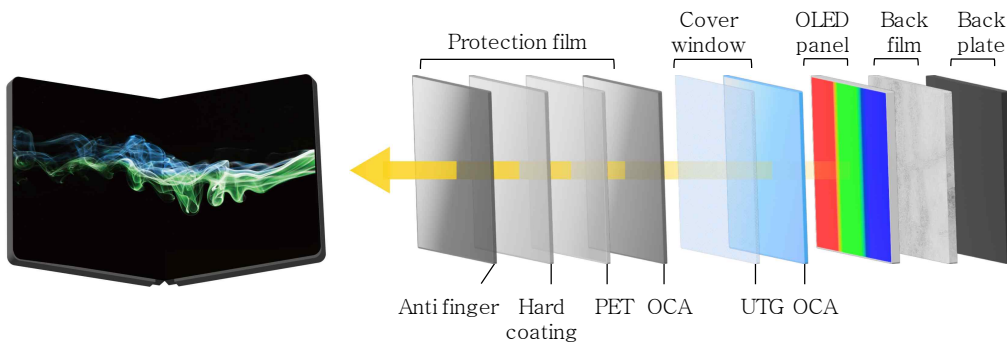 Protection film
Cover
window
OLED
panel
Back
film
Back
plate
Anti finger
Hard
coating
PET
OCA
UTG
OCA